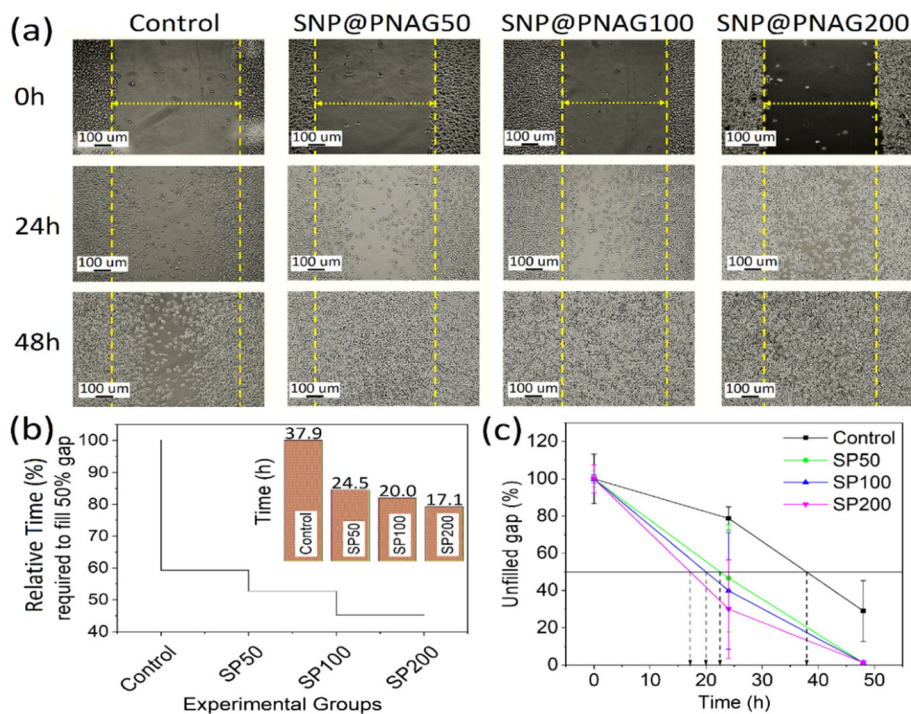 (a)
Control SNP@PNAG50 SNP@PNAG100 SNP@PNAG200
0h
100 um 100 um 100 um 100 um
24h
100 um 100 um 100 um 100 um
48h
100 um 100 um 100 um 100 um
(b)
Relative Time (%)
required to fill 50% gap
100
90
80
70
60
50
40
Time (h)
37.9
24.5
20.0
17.1
Control
SP50
SP100
SP200
Control SP50 SP100 SP200
Experimental Groups
(c)
Unfilled gap (%)
120
100
80
60
40
20
0
Control
SP50
SP100
SP200
0 10 20 30 40 50
Time (h)